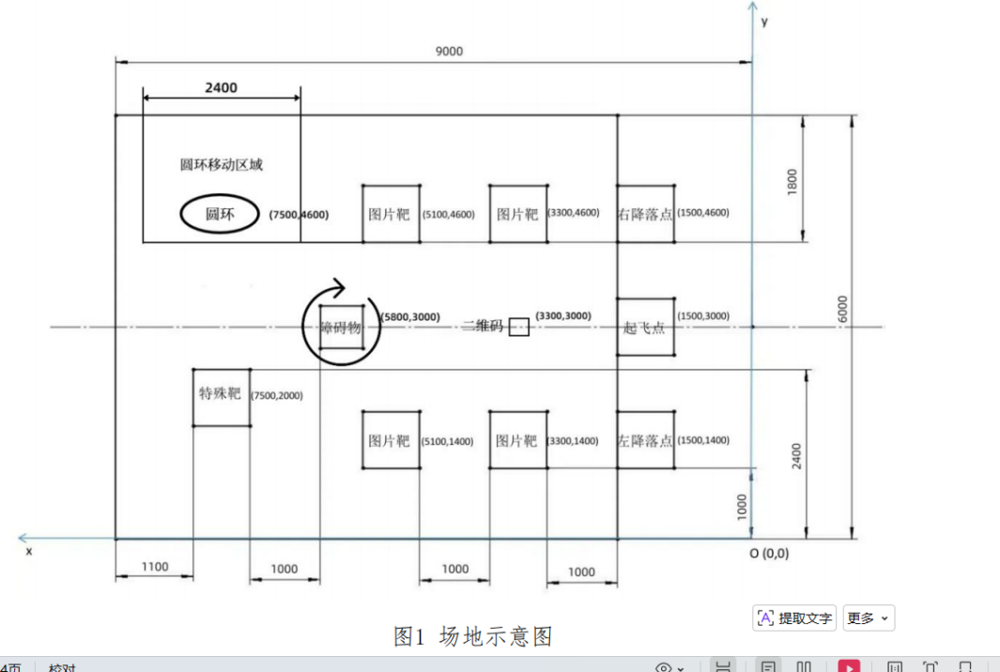 y
9000
2400
圆环移动区域
圆环
(7500,4600)
图片靶
(5100,4600)
图片靶
(3300,4600)
右降落点
(1500,4600)
1800
障碍物
(5800,3000)
二维码
(3300,3000)
起飞点
(1500,3000)
6000
特殊靶
(7500,2000)
图片靶
(5100,1400)
图片靶
(3300,1400)
左降落点
(1500,1400)
2400
1000
x
O (0,0)
1100
1000
1000
1000
图1 场地示意图
提取文字
更多
4页
校对